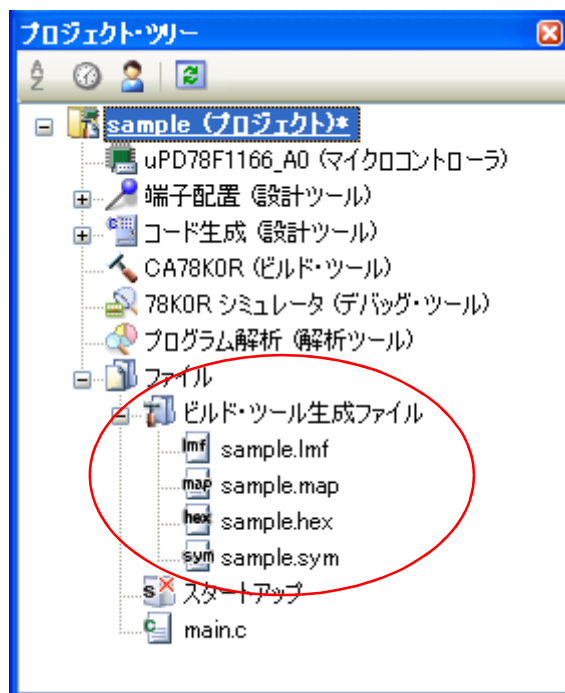 プロジェクト・ツリー
sample (プロジェクト)*
uPD78F1166_A0 (マイクロコントローラ)
端子配置 (設計ツール)
コード生成 (設計ツール)
CA78K0R (ビルド・ツール)
78K0R シミュレータ (デバッグ・ツール)
プログラム解析 (解析ツール)
ファイル
ビルド・ツール生成ファイル
lmf sample.lmf
map sample.map
hex sample.hex
sym sample.sym
S スタートアップ
c main.c